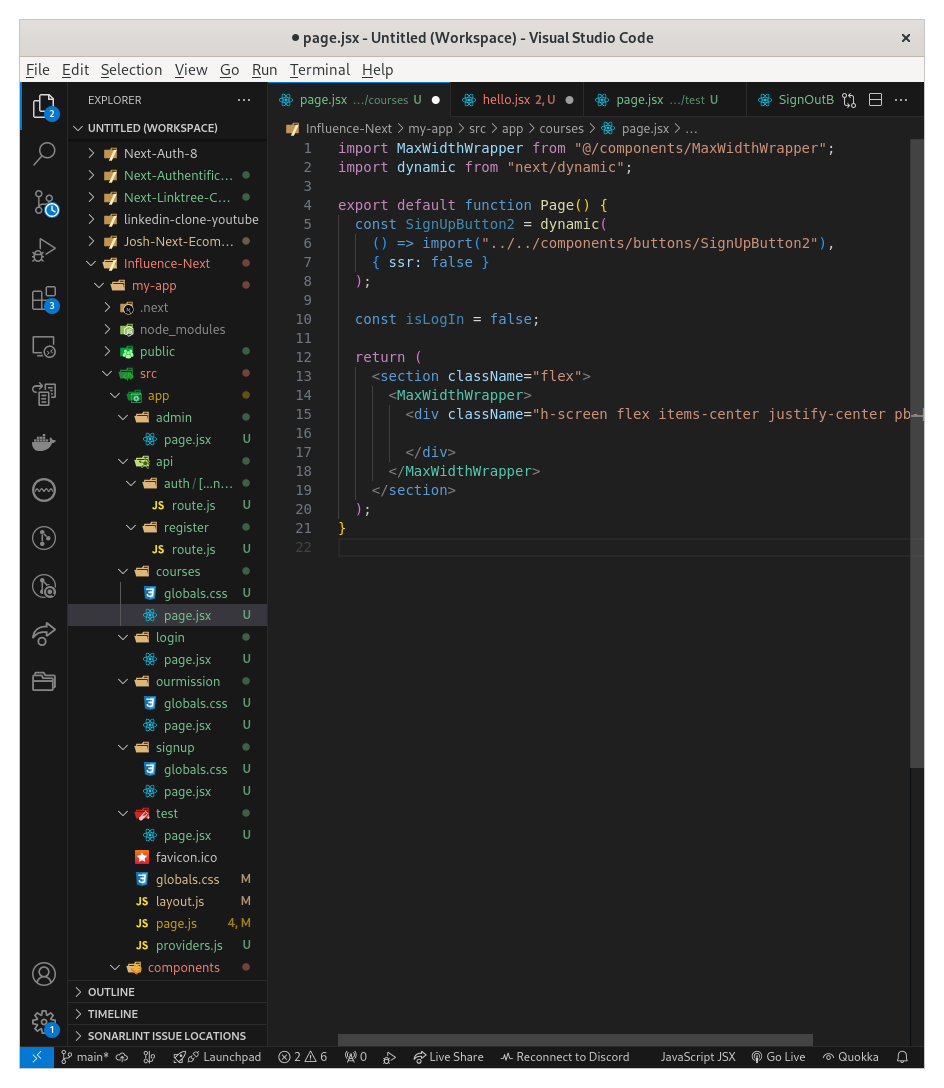 page.jsx - Untitled (Workspace) - Visual Studio Code
File Edit Selection View Go Run Terminal Help
EXPLORER
page.jsx .../courses U
hello.jsx 2, U
page.jsx .../test U
SignOutB
2
UNTITLED (WORKSPACE)
Next-Auth-8
Next-Authentific...
Next-Linktree-C...
linkedin-clone-youtube
Josh-Next-Ecom...
Influence-Next
my-app
3
.next
node_modules
public
src
app
admin
page.jsx U
api
auth / [...n...
JS route.js U
register
JS route.js U
courses
globals.css U
page.jsx U
login
page.jsx U
ourmission
globals.css U
page.jsx U
signup
globals.css U
page.jsx U
test
page.jsx U
favicon.ico
globals.css M
JS layout.js M
JS page.js 4, M
JS providers.js U
components
OUTLINE
TIMELINE
1
SONARLINT ISSUE LOCATIONS
Influence-Next > my-app > src > app > courses > page.jsx > ...
1 import MaxWidthWrapper from "@/components/MaxWidthWrapper";
2 import dynamic from "next/dynamic";
3
4 export default function Page() {
5 const SignUpButton2 = dynamic(
6 () => import("../../components/buttons/SignUpButton2"),
7 { ssr: false }
8 );
9
10 const isLogIn = false;
11
12 return (
13 <section className="flex">
14 <MaxWidthWrapper>
15 <div className="h-screen flex items-center justify-center pb-
16
17 </div>
18 </MaxWidthWrapper>
19 </section>
20 );
21 }
22
main* Launchpad 2 6 0 Live Share Reconnect to Discord JavaScript JSX Go Live Quokka